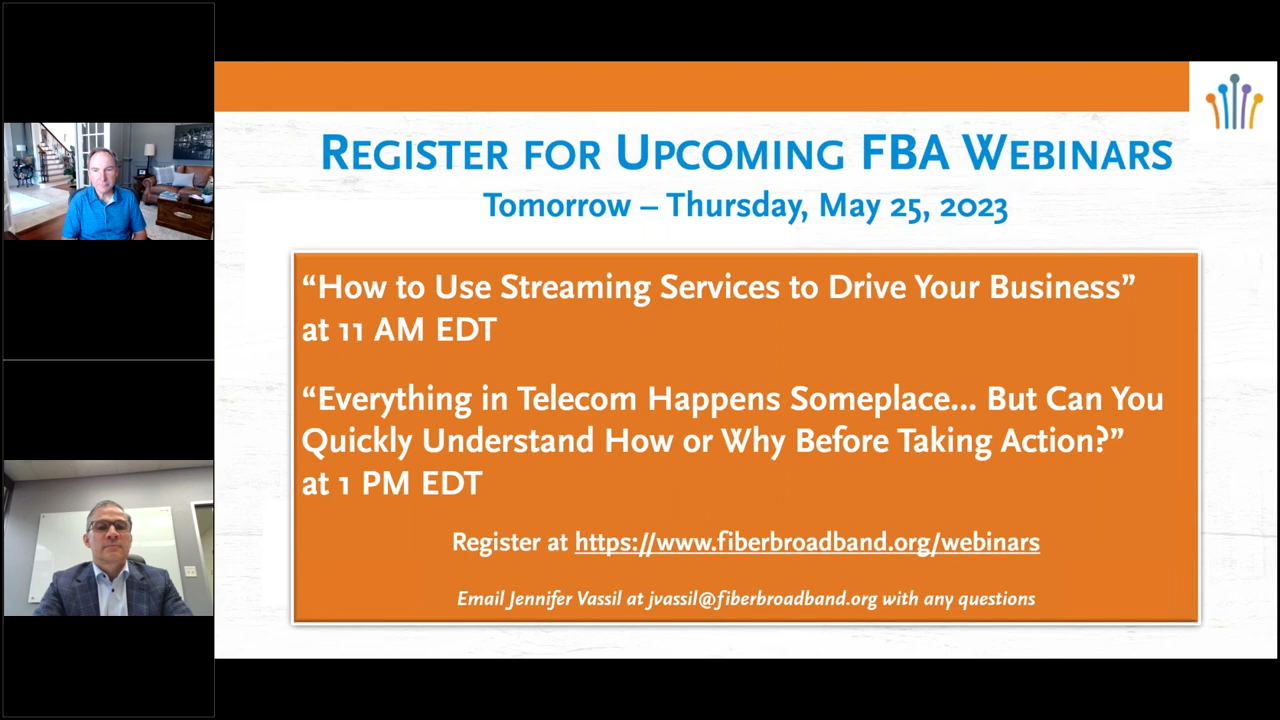 Register for Upcoming FBA Webinars
Tomorrow – Thursday, May 25, 2023
“How to Use Streaming Services to Drive Your Business”
at 11 AM EDT
“Everything in Telecom Happens Someplace... But Can You
Quickly Understand How or Why Before Taking Action?”
at 1 PM EDT
Register at https://www.fiberbroadband.org/webinars
Email Jennifer Vassil at jvassil@fiberbroadband.org with any questions